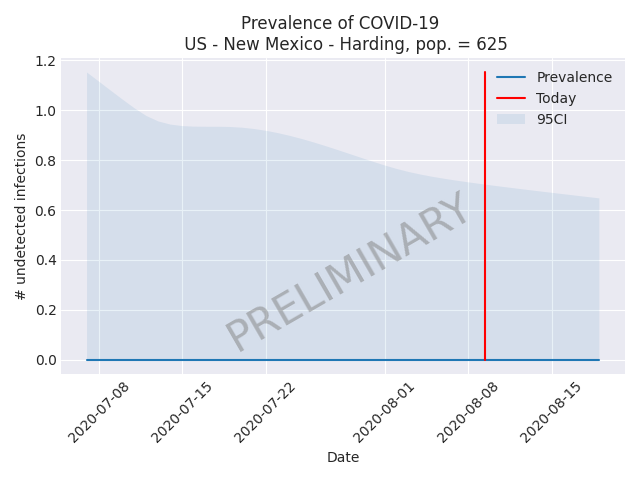 Prevalence of COVID-19
US - New Mexico - Harding, pop. = 625
1.2
1.0
0.8
0.6
0.4
0.2
0.0
# undetected infections
Prevalence
Today
95CI
PRELIMINARY
2020-07-08
2020-07-15
2020-07-22
2020-08-01
2020-08-08
2020-08-15
Date